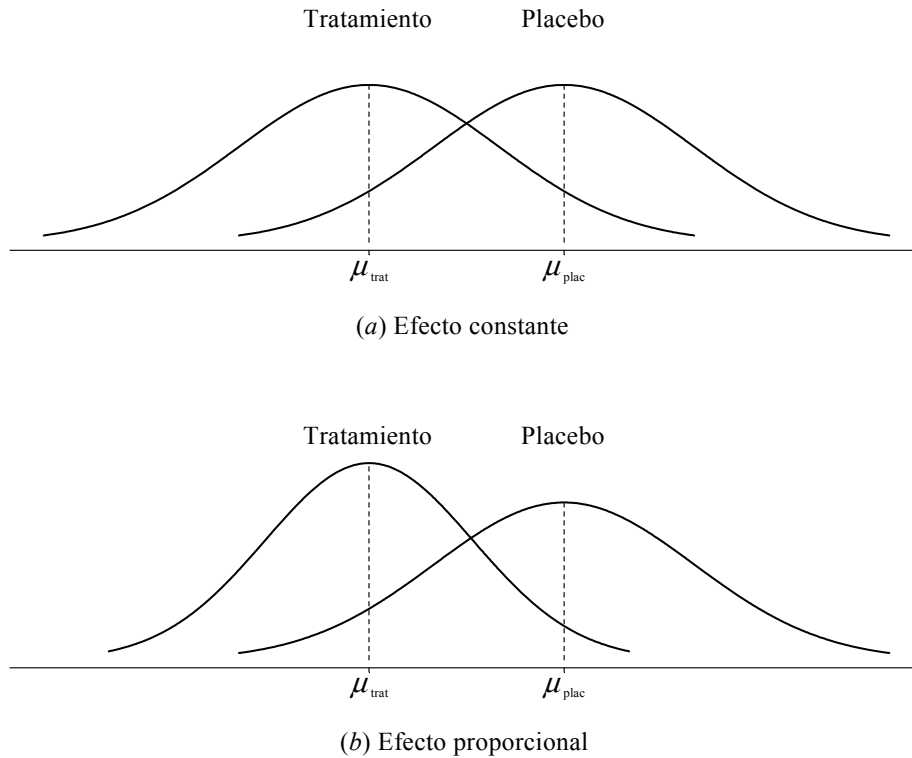 Tratamiento Placebo
μtrat μplac
(a) Efecto constante
Tratamiento Placebo
μtrat μplac
(b) Efecto proporcional